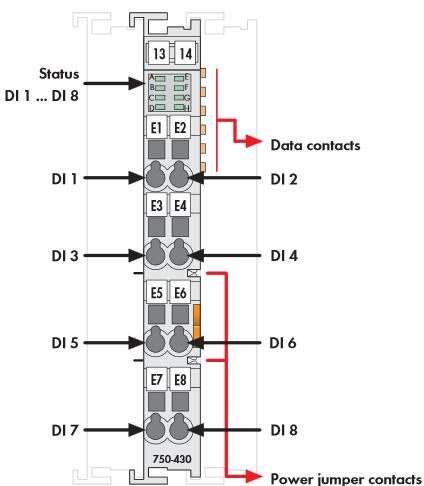 13 14
Status
DI 1 ... DI 8
A E
B F
C G
D H
E1 E2
Data contacts
DI 1 DI 2
E3 E4
DI 3 DI 4
E5 E6
DI 5 DI 6
E7 E8
DI 7 DI 8
750-430
Power jumper contacts